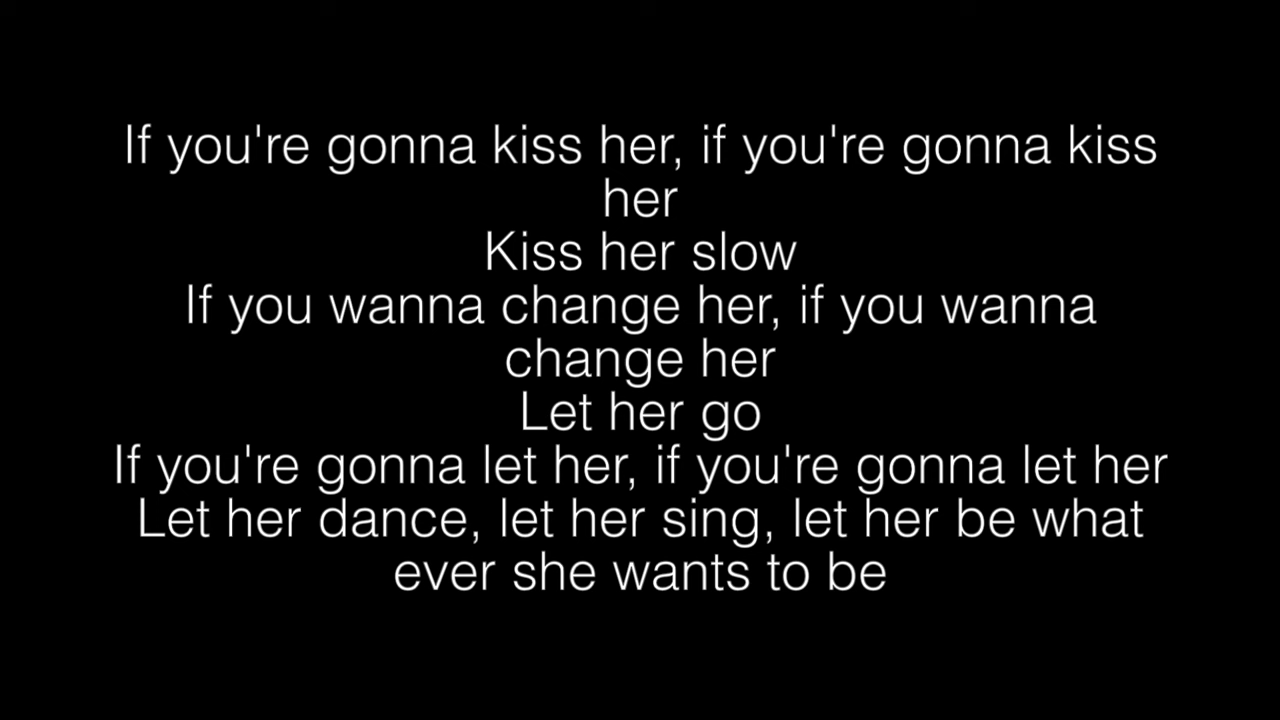 If you're gonna kiss her, if you're gonna kiss
her
Kiss her slow
If you wanna change her, if you wanna
change her
Let her go
If you're gonna let her, if you're gonna let her
Let her dance, let her sing, let her be what
ever she wants to be